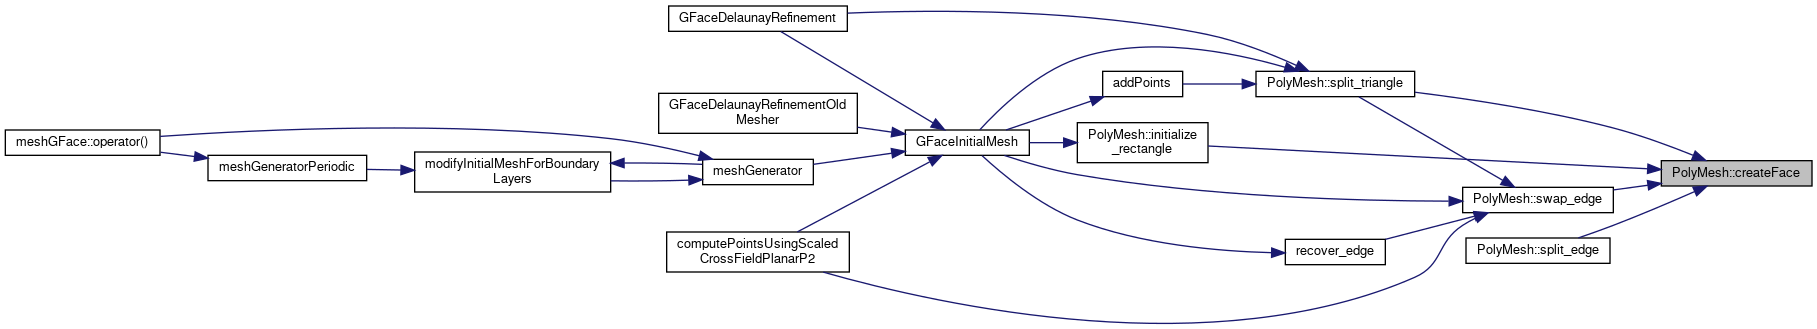 GFaceDelaunayRefinement
addPoints
PolyMesh::split_triangle
GFaceDelaunayRefinementOld
Mesher
meshGFace::operator()
meshGeneratorPeriodic
modifyInitialMeshForBoundary
Layers
meshGenerator
GFaceInitialMesh
PolyMesh::initialize
_rectangle
PolyMesh::createFace
PolyMesh::swap_edge
computePointsUsingScaled
CrossFieldPlanarP2
recover_edge
PolyMesh::split_edge